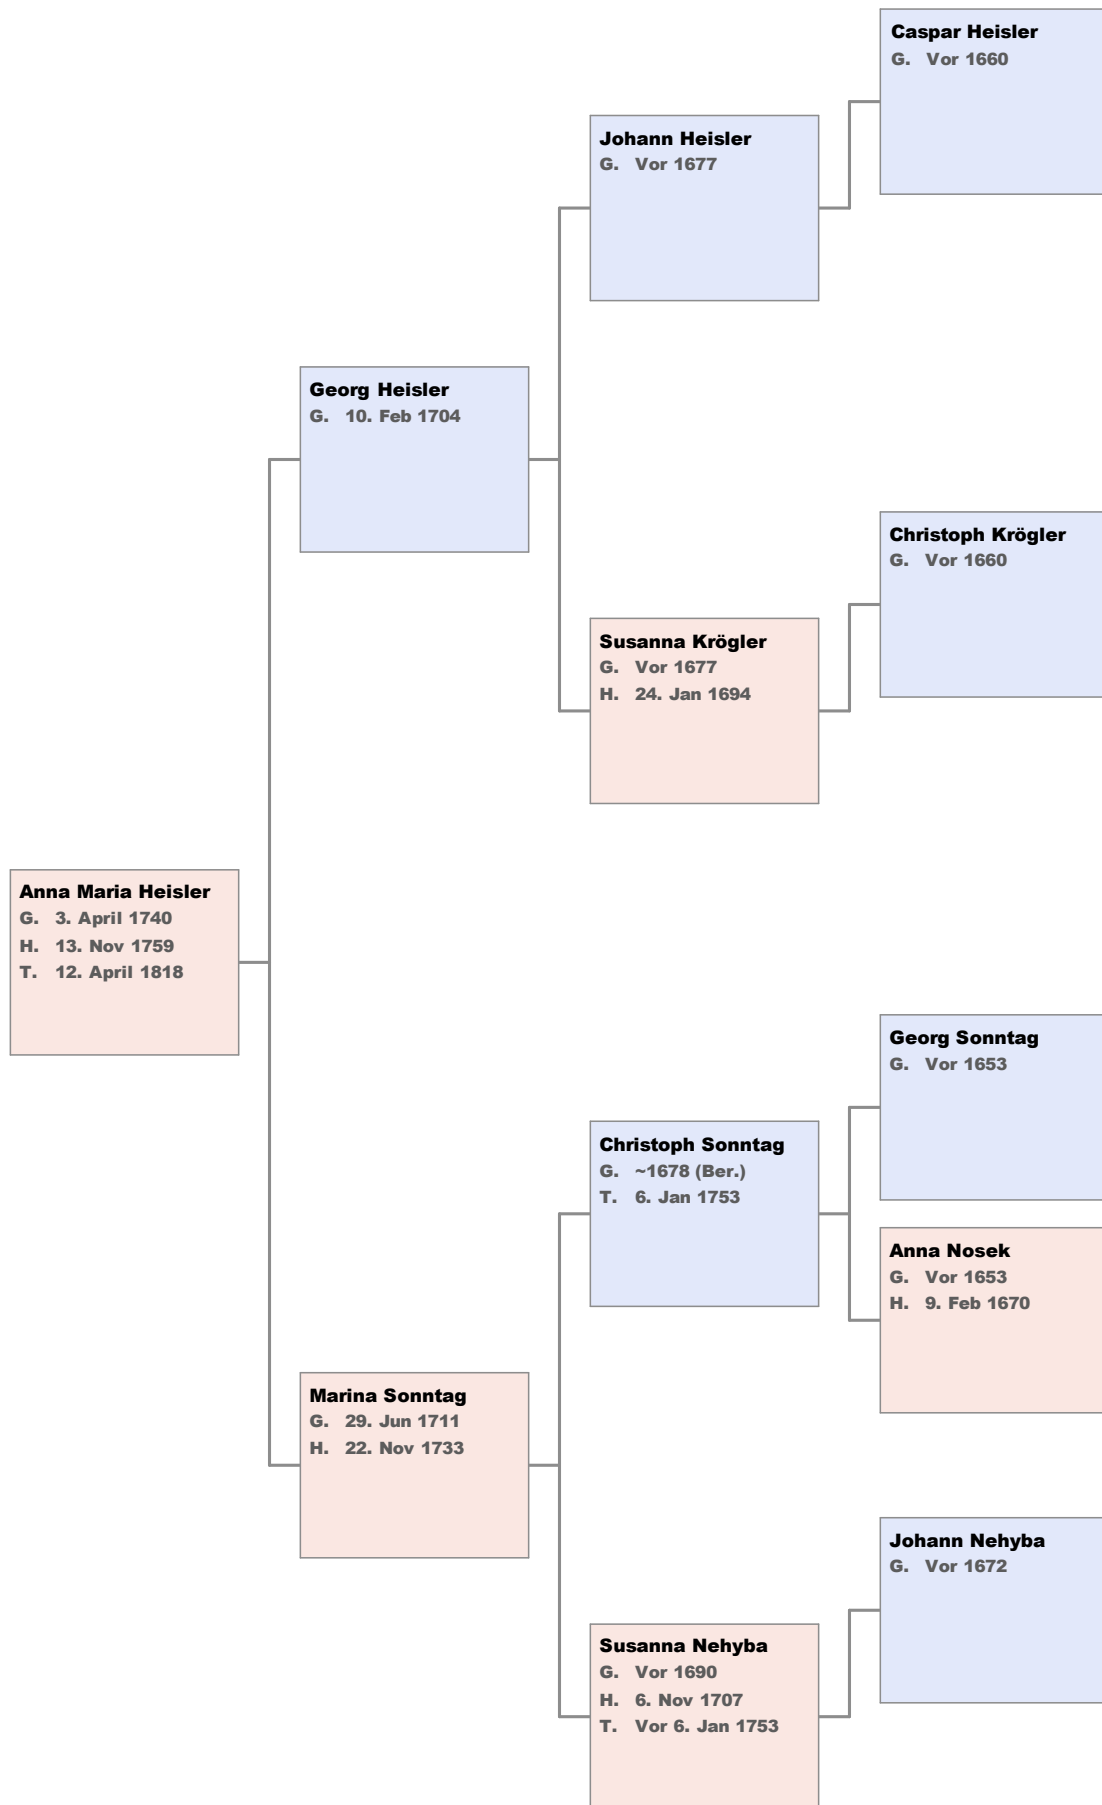 Caspar Heisler
G. Vor 1660
Johann Heisler
G. Vor 1677
Georg Heisler
G. 10. Feb 1704
Christoph Krögler
G. Vor 1660
Susanna Krögler
G. Vor 1677
H. 24. Jan 1694
Anna Maria Heisler
G. 3. April 1740
H. 13. Nov 1759
T. 12. April 1818
Georg Sonntag
G. Vor 1653
Christoph Sonntag
G. ~1678 (Ber.)
T. 6. Jan 1753
Anna Nosek
G. Vor 1653
H. 9. Feb 1670
Marina Sonntag
G. 29. Jun 1711
H. 22. Nov 1733
Johann Nehyba
G. Vor 1672
Susanna Nehyba
G. Vor 1690
H. 6. Nov 1707
T. Vor 6. Jan 1753